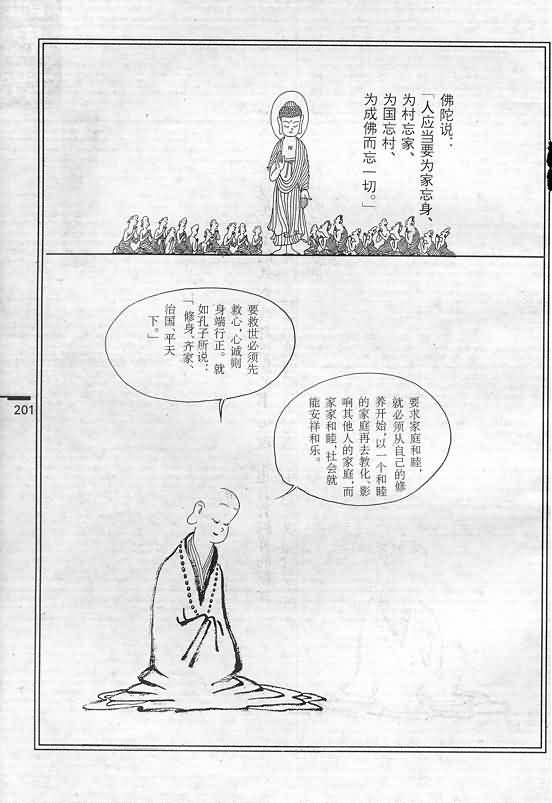 佛陀说：
「人应当要为家忘身、
为村忘家、
为国忘村、
为成佛而忘一切。」
要救世必须先
救心，心诚则
身端行正。就
如孔子所说：
「修身、齐家、
治国、平天
下。」
要求家庭和睦，
就必须从自己的修
养开始，以一个和睦
的家庭再去教化、影
响其他人的家庭，而
家家和睦，社会就
能安祥和乐。
201